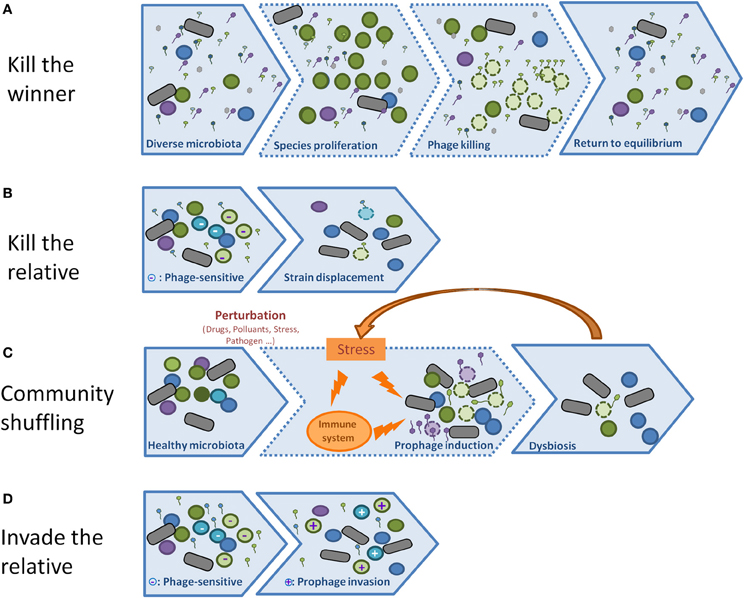 A
Kill the
winner
Diverse microbiota
Species proliferation
Phage killing
Return to equilibrium
B
Kill the
relative
⊖ : Phage-sensitive
Strain displacement
Perturbation
(Drugs, Polluants, Stress,
Pathogen ...)
Stress
C
Community
shuffling
Immune
system
Healthy microbiota
Prophage induction
Dysbiosis
D
Invade the
relative
⊖: Phage-sensitive
⊕: Prophage invasion